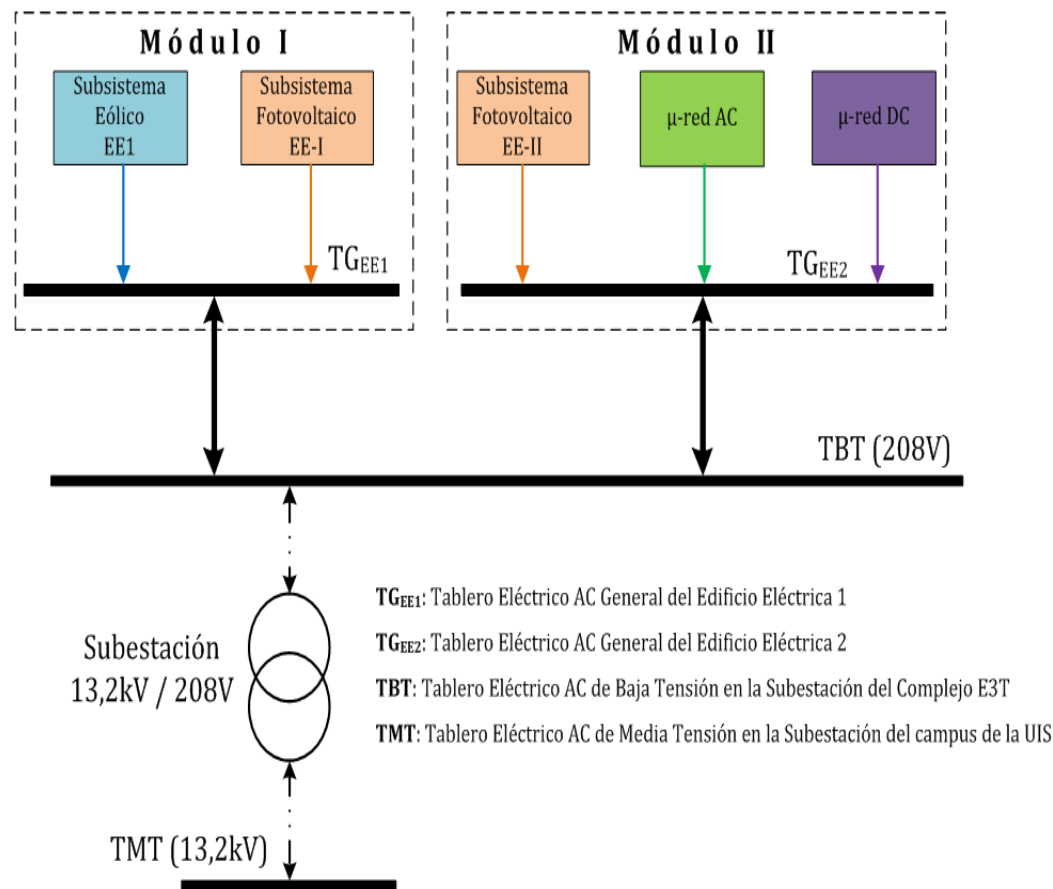 Módulo I
Subsistema
Eólico
EE1
Subsistema
Fotovoltaico
EE-I
TGEE1
Módulo II
Subsistema
Fotovoltaico
EE-II
μ-red AC
μ-red DC
TGEE2
TBT (208V)
Subestación
13,2kV / 208V
TGEE1: Tablero Eléctrico AC General del Edificio Eléctrica 1
TGEE2: Tablero Eléctrico AC General del Edificio Eléctrica 2
TBT: Tablero Eléctrico AC de Baja Tensión en la Subestación del Complejo E3T
TMT: Tablero Eléctrico AC de Media Tensión en la Subestación del campus de la UIS
TMT (13,2kV)